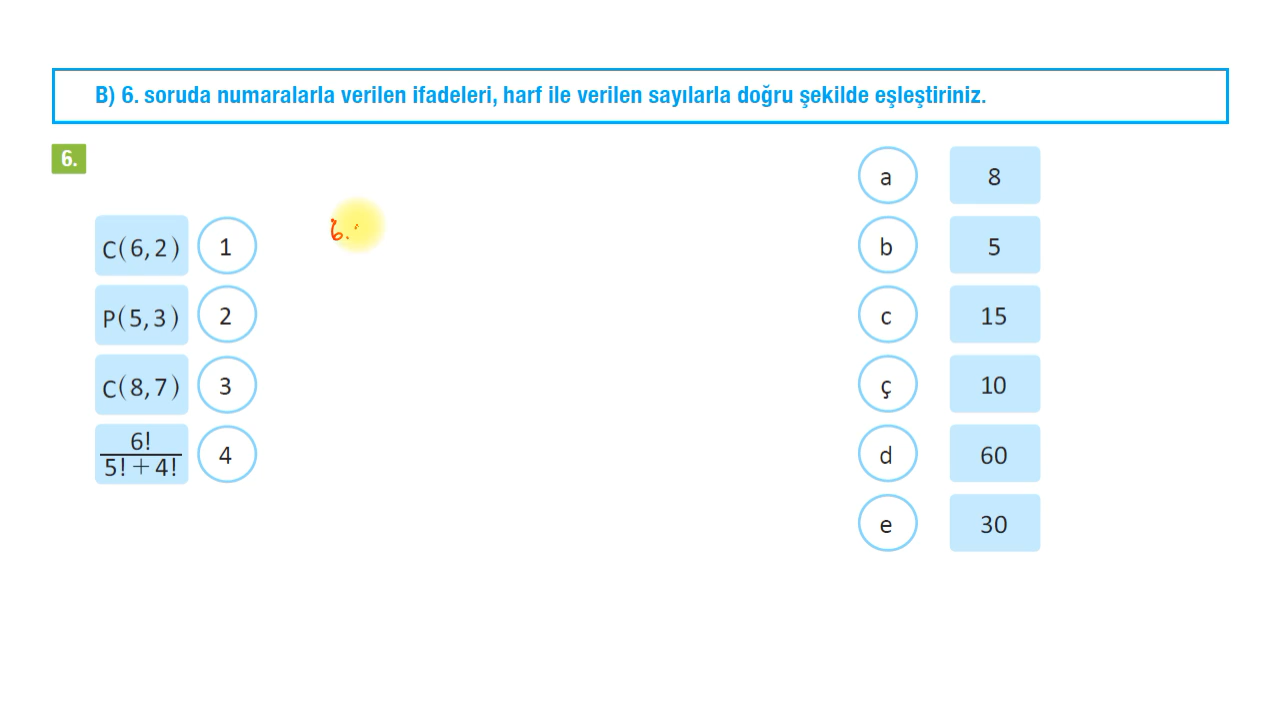 B) 6. soruda numaralarla verilen ifadeleri, harf ile verilen sayılarla doğru şekilde eşleştiriniz.
6.
a 8
C(6,2) 1 6.
b 5
P(5,3) 2
c 15
C(8,7) 3
ç 10
6!/5!+4! 4
d 60
e 30